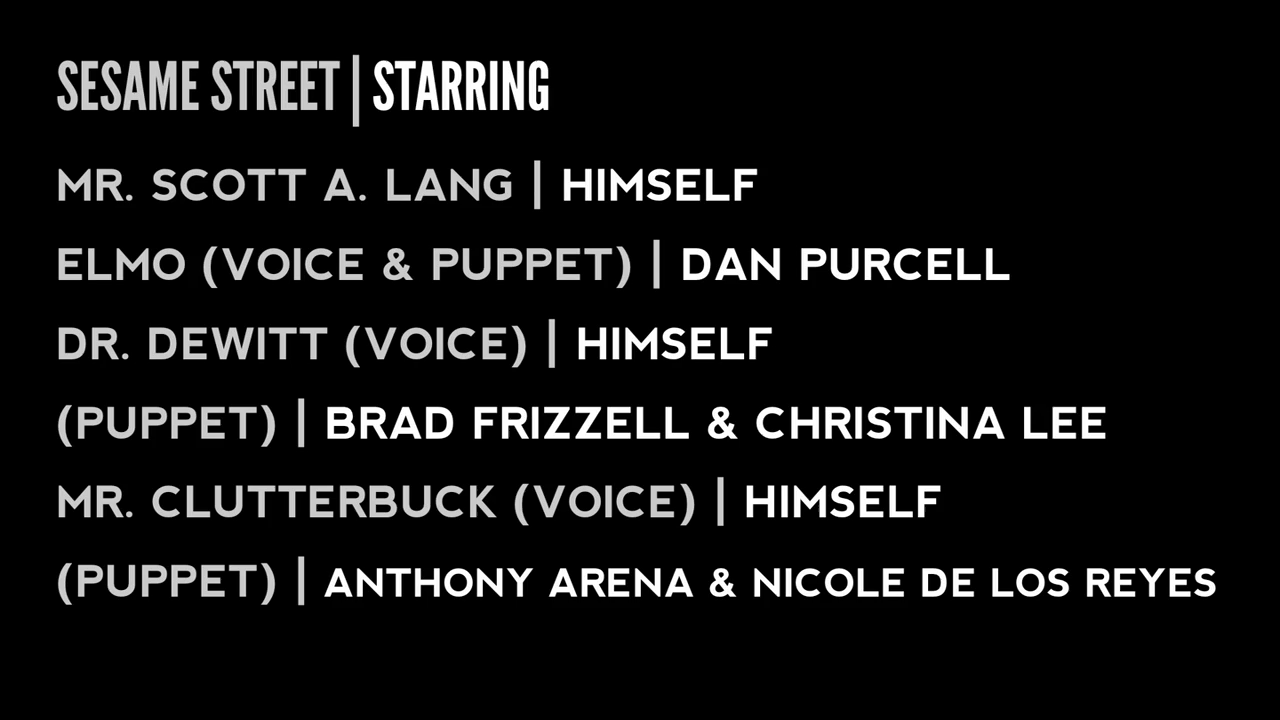 SESAME STREET | STARRING
MR. SCOTT A. LANG | HIMSELF
ELMO (VOICE & PUPPET) | DAN PURCELL
DR. DEWITT (VOICE) | HIMSELF
(PUPPET) | BRAD FRIZZELL & CHRISTINA LEE
MR. CLUTTERBUCK (VOICE) | HIMSELF
(PUPPET) | ANTHONY ARENA & NICOLE DE LOS REYES